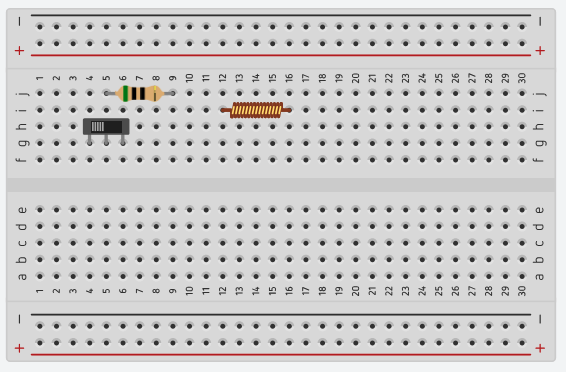 − −
+ +
1 2 3 4 5 6 7 8 9 10 11 12 13 14 15 16 17 18 19 20 21 22 23 24 25 26 27 28 29 30
j j
i i
h h
g g
f f
e e
d d
c c
b b
a a
1 2 3 4 5 6 7 8 9 10 11 12 13 14 15 16 17 18 19 20 21 22 23 24 25 26 27 28 29 30
− −
+ +